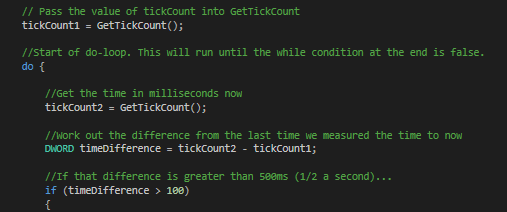 // Pass the value of tickCount into GetTickCount
tickCount1 = GetTickCount();
//Start of do-loop. This will run until the while condition at the end is false.
do {
//Get the time in milliseconds now
tickCount2 = GetTickCount();
//Work out the difference from the last time we measured the time to now
DWORD timeDifference = tickCount2 - tickCount1;
//If that difference is greater than 500ms (1/2 a second)...
if (timeDifference > 100)
{